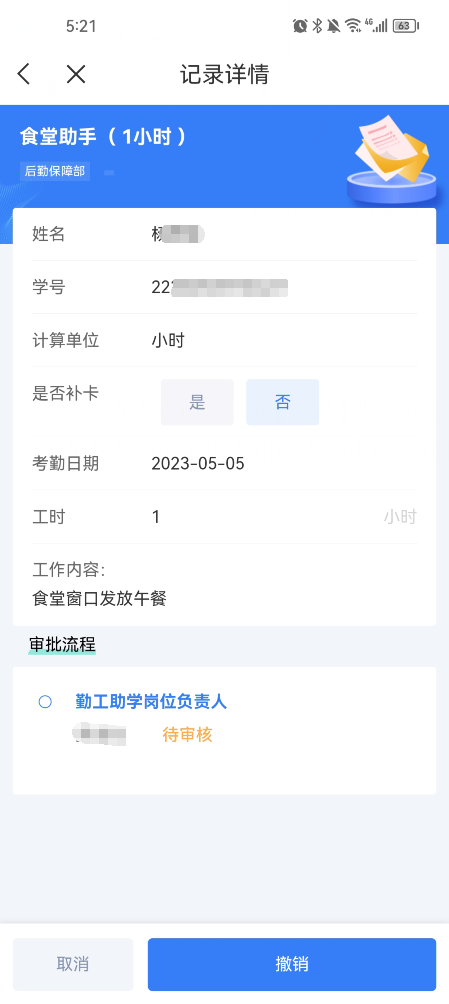 5:21
4G
63
记录详情
食堂助手（1小时）
后勤保障部
姓名
学号 22
计算单位 小时
是否补卡 是 否
考勤日期 2023-05-05
工时 1 小时
工作内容:
食堂窗口发放午餐
审批流程
勤工助学岗位负责人
待审核
取消 撤销